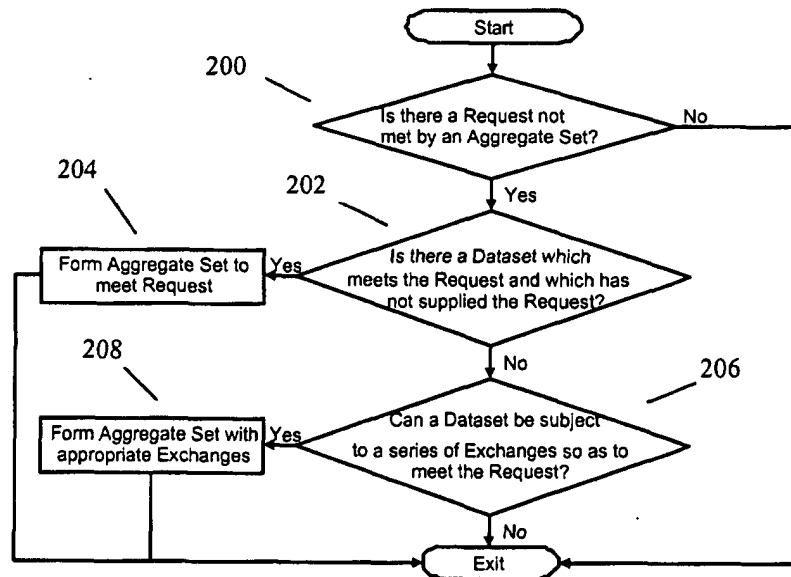 Start
200
Is there a Request not
met by an Aggregate Set?
No
Yes
204
202
Form Aggregate Set to
meet Request
Yes
Is there a Dataset which
meets the Request and which has
not supplied the Request?
No
208
206
Form Aggregate Set with
appropriate Exchanges
Yes
Can a Dataset be subject
to a series of Exchanges so as to
meet the Request?
No
Exit